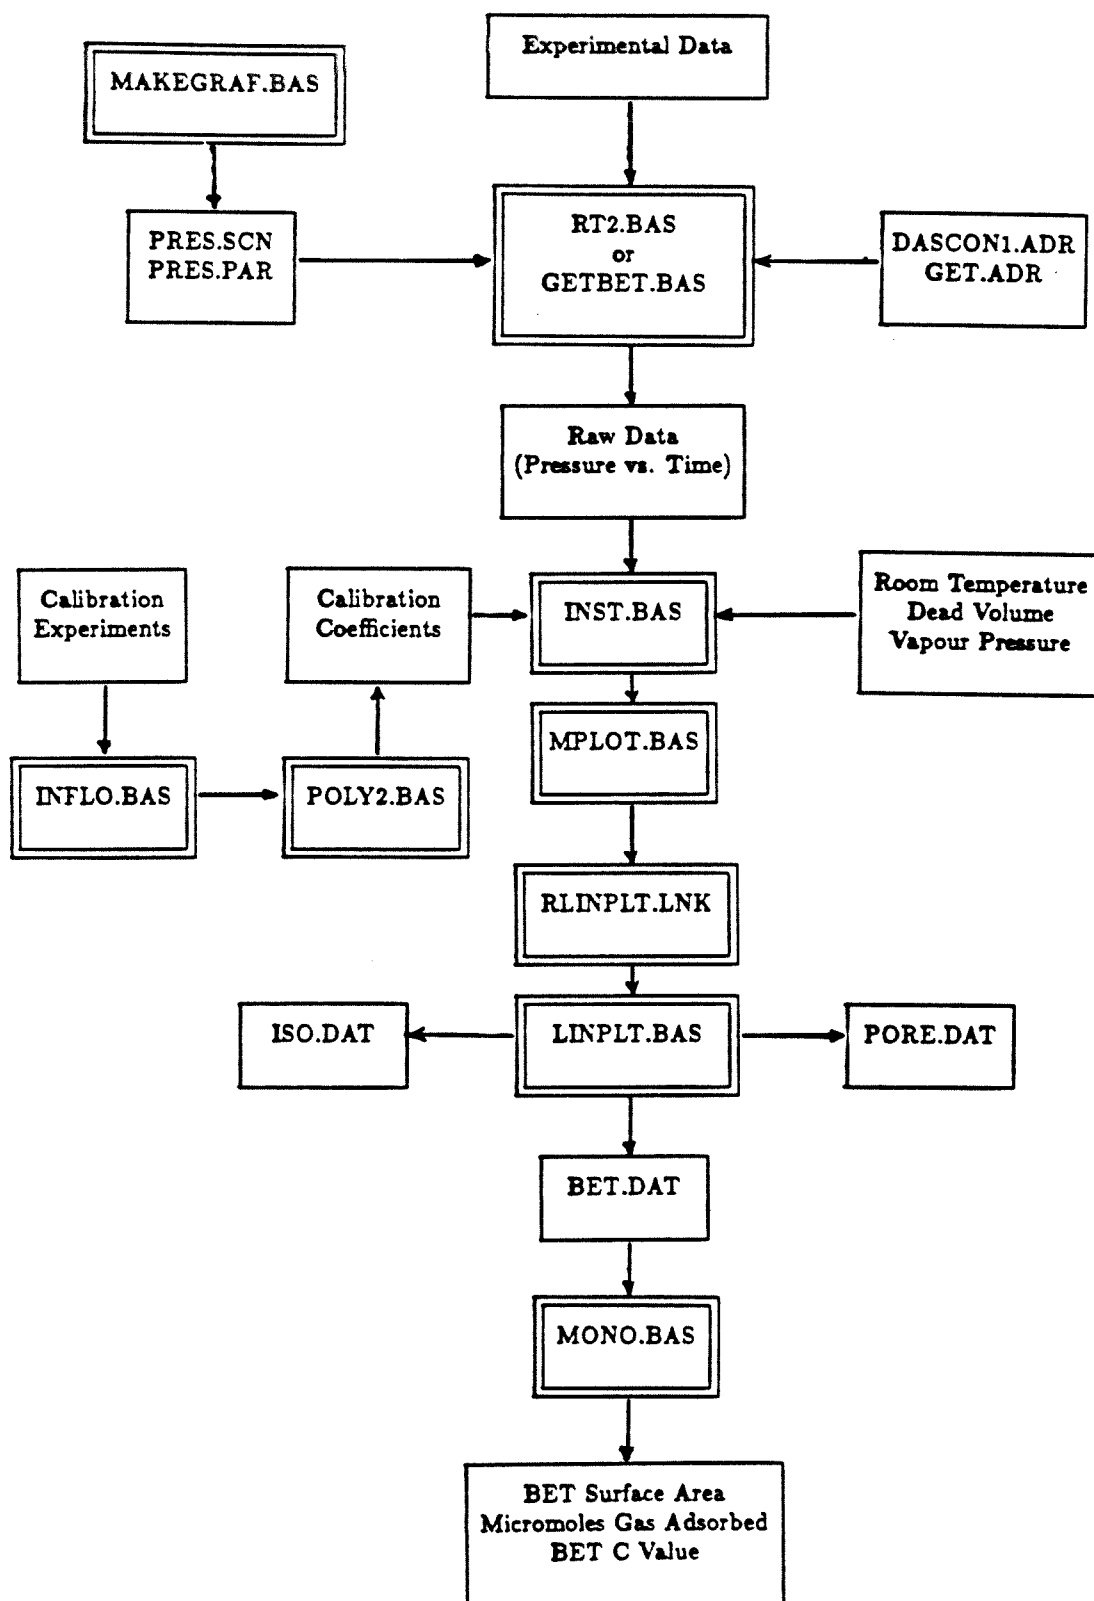 Experimental Data
MAKEGRAF.BAS
PRES.SCN
PRES.PAR
RT2.BAS
or
GETBET.BAS
DASCON1.ADR
GET.ADR
Raw Data
(Pressure vs. Time)
Calibration
Experiments
Calibration
Coefficients
INST.BAS
Room Temperature
Dead Volume
Vapour Pressure
MPLOT.BAS
INFLO.BAS
POLY2.BAS
RLINPLT.LNK
ISO.DAT
LINPLT.BAS
PORE.DAT
BET.DAT
MONO.BAS
BET Surface Area
Micromoles Gas Adsorbed
BET C Value